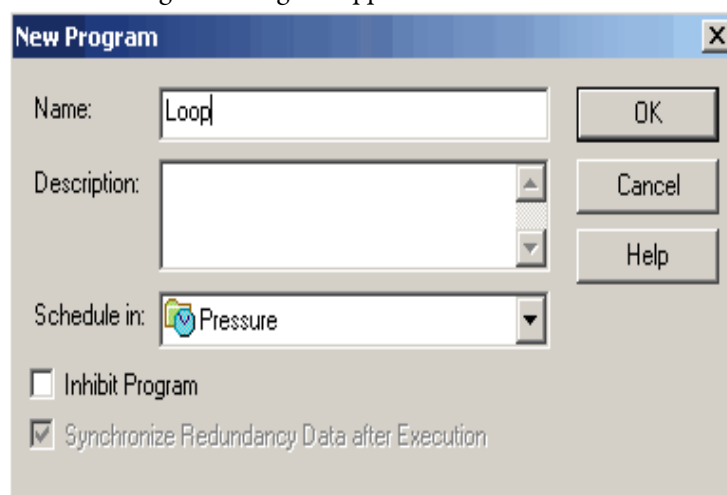 New Program
Name:
Loop
OK
Description:
Cancel
Help
Schedule in:
Pressure
Inhibit Program
Synchronize Redundancy Data after Execution